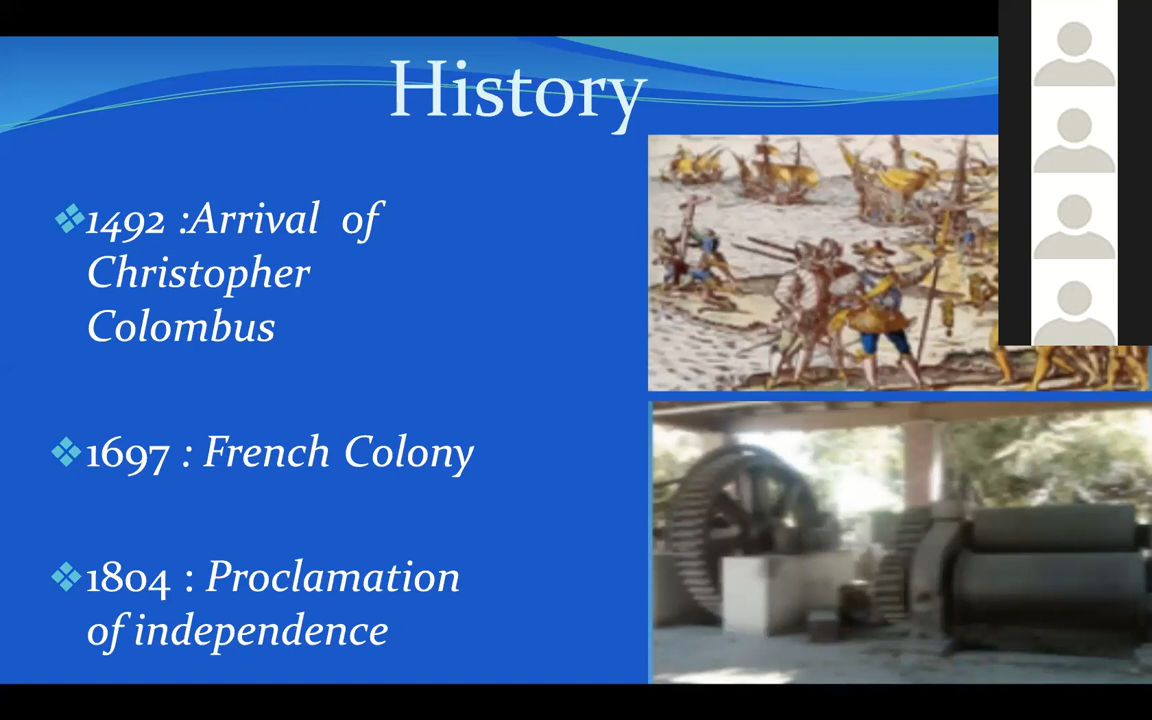 History
1492 :Arrival of
Christopher
Colombus
1697 : French Colony
1804 : Proclamation
of independence